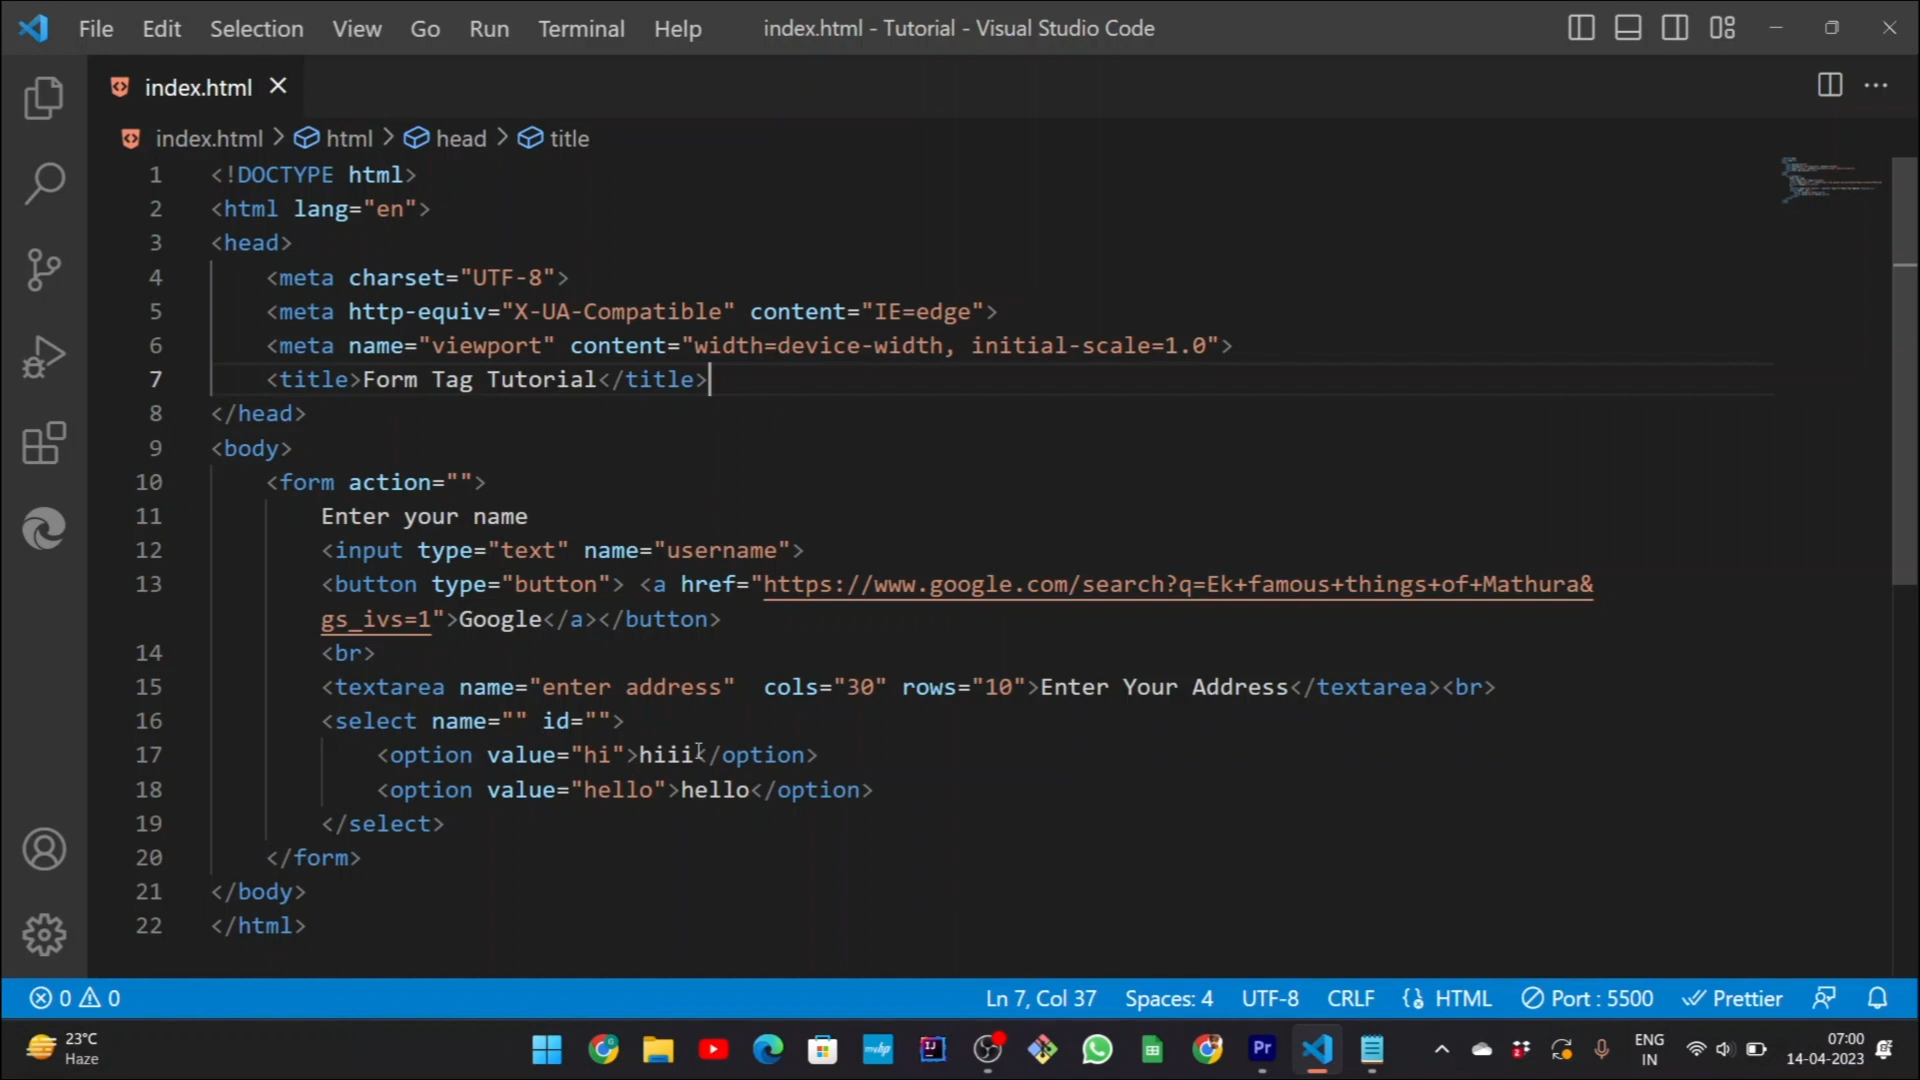 File Edit Selection View Go Run Terminal Help index.html - Tutorial - Visual Studio Code
index.html
index.html > html > head > title
1 <!DOCTYPE html>
2 <html lang="en">
3 <head>
4 <meta charset="UTF-8">
5 <meta http-equiv="X-UA-Compatible" content="IE=edge">
6 <meta name="viewport" content="width=device-width, initial-scale=1.0">
7 <title>Form Tag Tutorial</title>
8 </head>
9 <body>
10 <form action="">
11 Enter your name
12 <input type="text" name="username">
13 <button type="button"> <a href="https://www.google.com/search?q=Ek+famous+things+of+Mathura&
gs_ivs=1">Google</a></button>
14 <br>
15 <textarea name="enter address"  cols="30" rows="10">Enter Your Address</textarea><br>
16 <select name="" id="">
17 <option value="hi">hiii</option>
18 <option value="hello">hello</option>
19 </select>
20 </form>
21 </body>
22 </html>
0 0 Ln 7, Col 37 Spaces: 4 UTF-8 CRLF HTML Port : 5500 Prettier
23°C
Haze
myhp
IJ
Pr
2
ENG
IN
07:00
14-04-2023